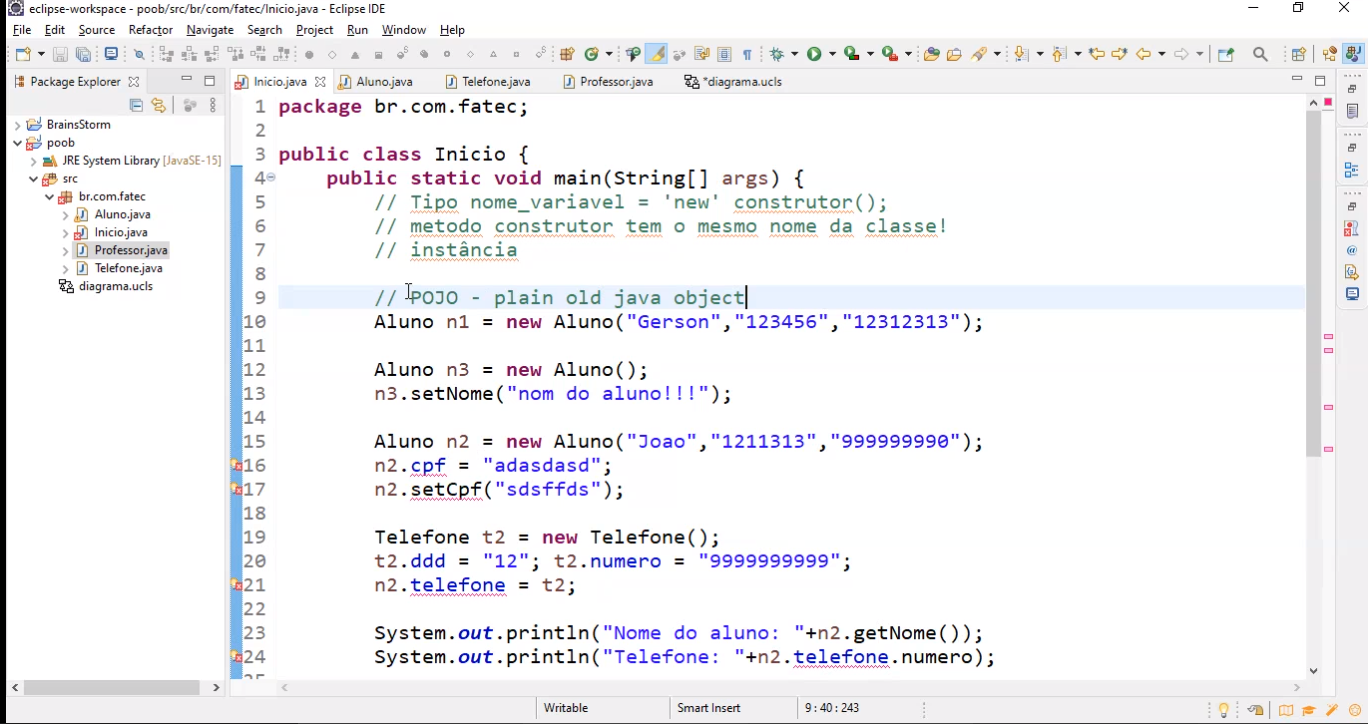 eclipse-workspace - poob/src/br/com/fatec/Inicio.java - Eclipse IDE
File Edit Source Refactor Navigate Search Project Run Window Help
Package Explorer
Inicio.java Aluno.java Telefone.java Professor.java *diagrama.ucls
BrainsStorm
poob
JRE System Library [JavaSE-15]
src
br.com.fatec
Aluno.java
Inicio.java
Professor.java
Telefone.java
diagrama.ucls
1 package br.com.fatec;
2
3 public class Inicio {
4 public static void main(String[] args) {
5 // Tipo nome_variavel = 'new' construtor();
6 // metodo construtor tem o mesmo nome da classe!
7 // instância
8
9 // POJO - plain old java object
10 Aluno n1 = new Aluno("Gerson","123456","12312313");
11
12 Aluno n3 = new Aluno();
13 n3.setNome("nom do aluno!!!");
14
15 Aluno n2 = new Aluno("Joao","1211313","999999990");
16 n2.cpf = "adasdasd";
17 n2.setCpf("sdsffds");
18
19 Telefone t2 = new Telefone();
20 t2.ddd = "12"; t2.numero = "9999999999";
21 n2.telefone = t2;
22
23 System.out.println("Nome do aluno: "+n2.getNome());
24 System.out.println("Telefone: "+n2.telefone.numero);
Writable Smart Insert 9 : 40 : 243